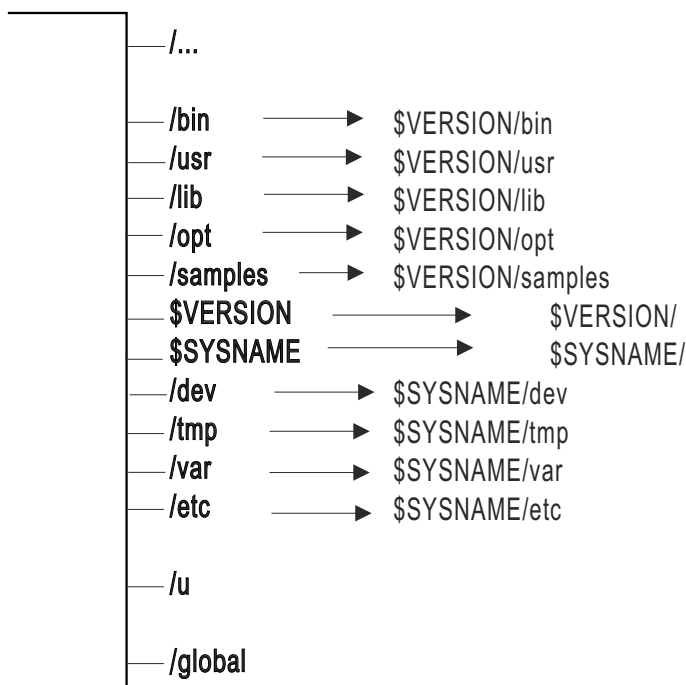 /...
/bin $VERSION/bin
/usr $VERSION/usr
/lib $VERSION/lib
/opt $VERSION/opt
/samples $VERSION/samples
$VERSION $VERSION/
$SYSNAME $SYSNAME/
/dev $SYSNAME/dev
/tmp $SYSNAME/tmp
/var $SYSNAME/var
/etc $SYSNAME/etc
/u
/global